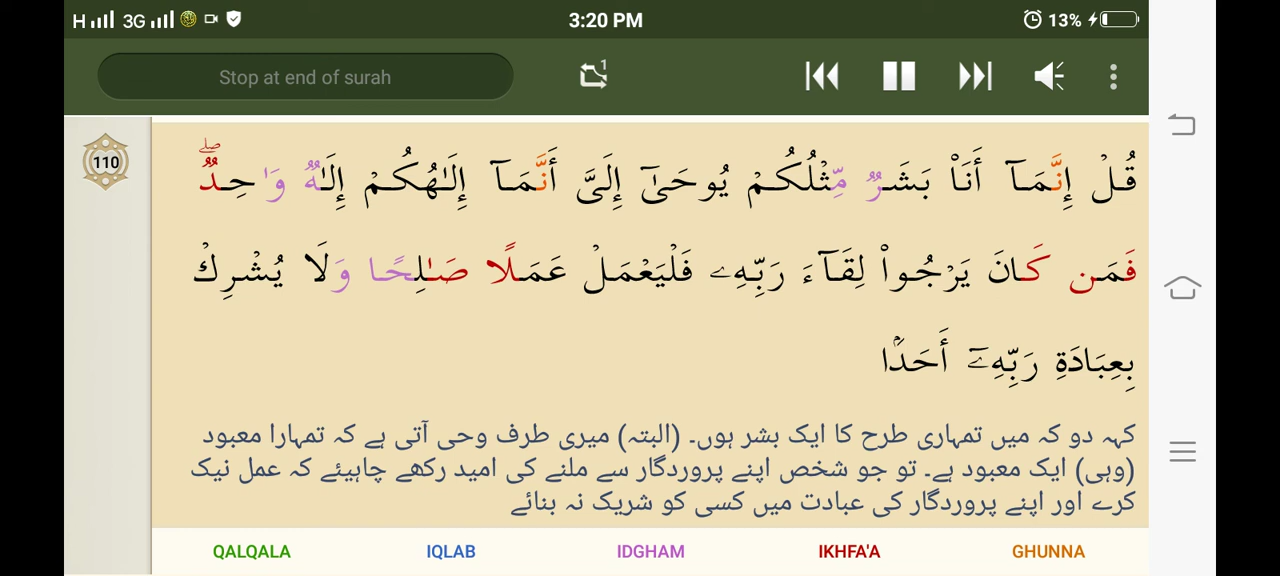 H 3G 3:20 PM 13%
Stop at end of surah 1
110
قُلْ إِنَّمَآ أَنَا۠ بَشَرٌ مِّثْلُكُمْ يُوحَىٰٓ إِلَىَّ أَنَّمَآ إِلَـٰهُكُمْ إِلَـٰهٌ وَٰحِدٌ ۖ
فَمَن كَانَ يَرْجُوا۟ لِقَآءَ رَبِّهِۦ فَلْيَعْمَلْ عَمَلًا صَـٰلِحًا وَلَا يُشْرِكْ
بِعِبَادَةِ رَبِّهِۦٓ أَحَدًۢا
کہہ دو کہ میں تمہاری طرح کا ایک بشر ہوں۔ (البتہ) میری طرف وحی آتی ہے کہ تمہارا معبود
(وہی) ایک معبود ہے۔ تو جو شخص اپنے پروردگار سے ملنے کی امید رکھے چاہیئے کہ عمل نیک
کرے اور اپنے پروردگار کی عبادت میں کسی کو شریک نہ بنائے
QALQALA IQLAB IDGHAM IKHFA'A GHUNNA